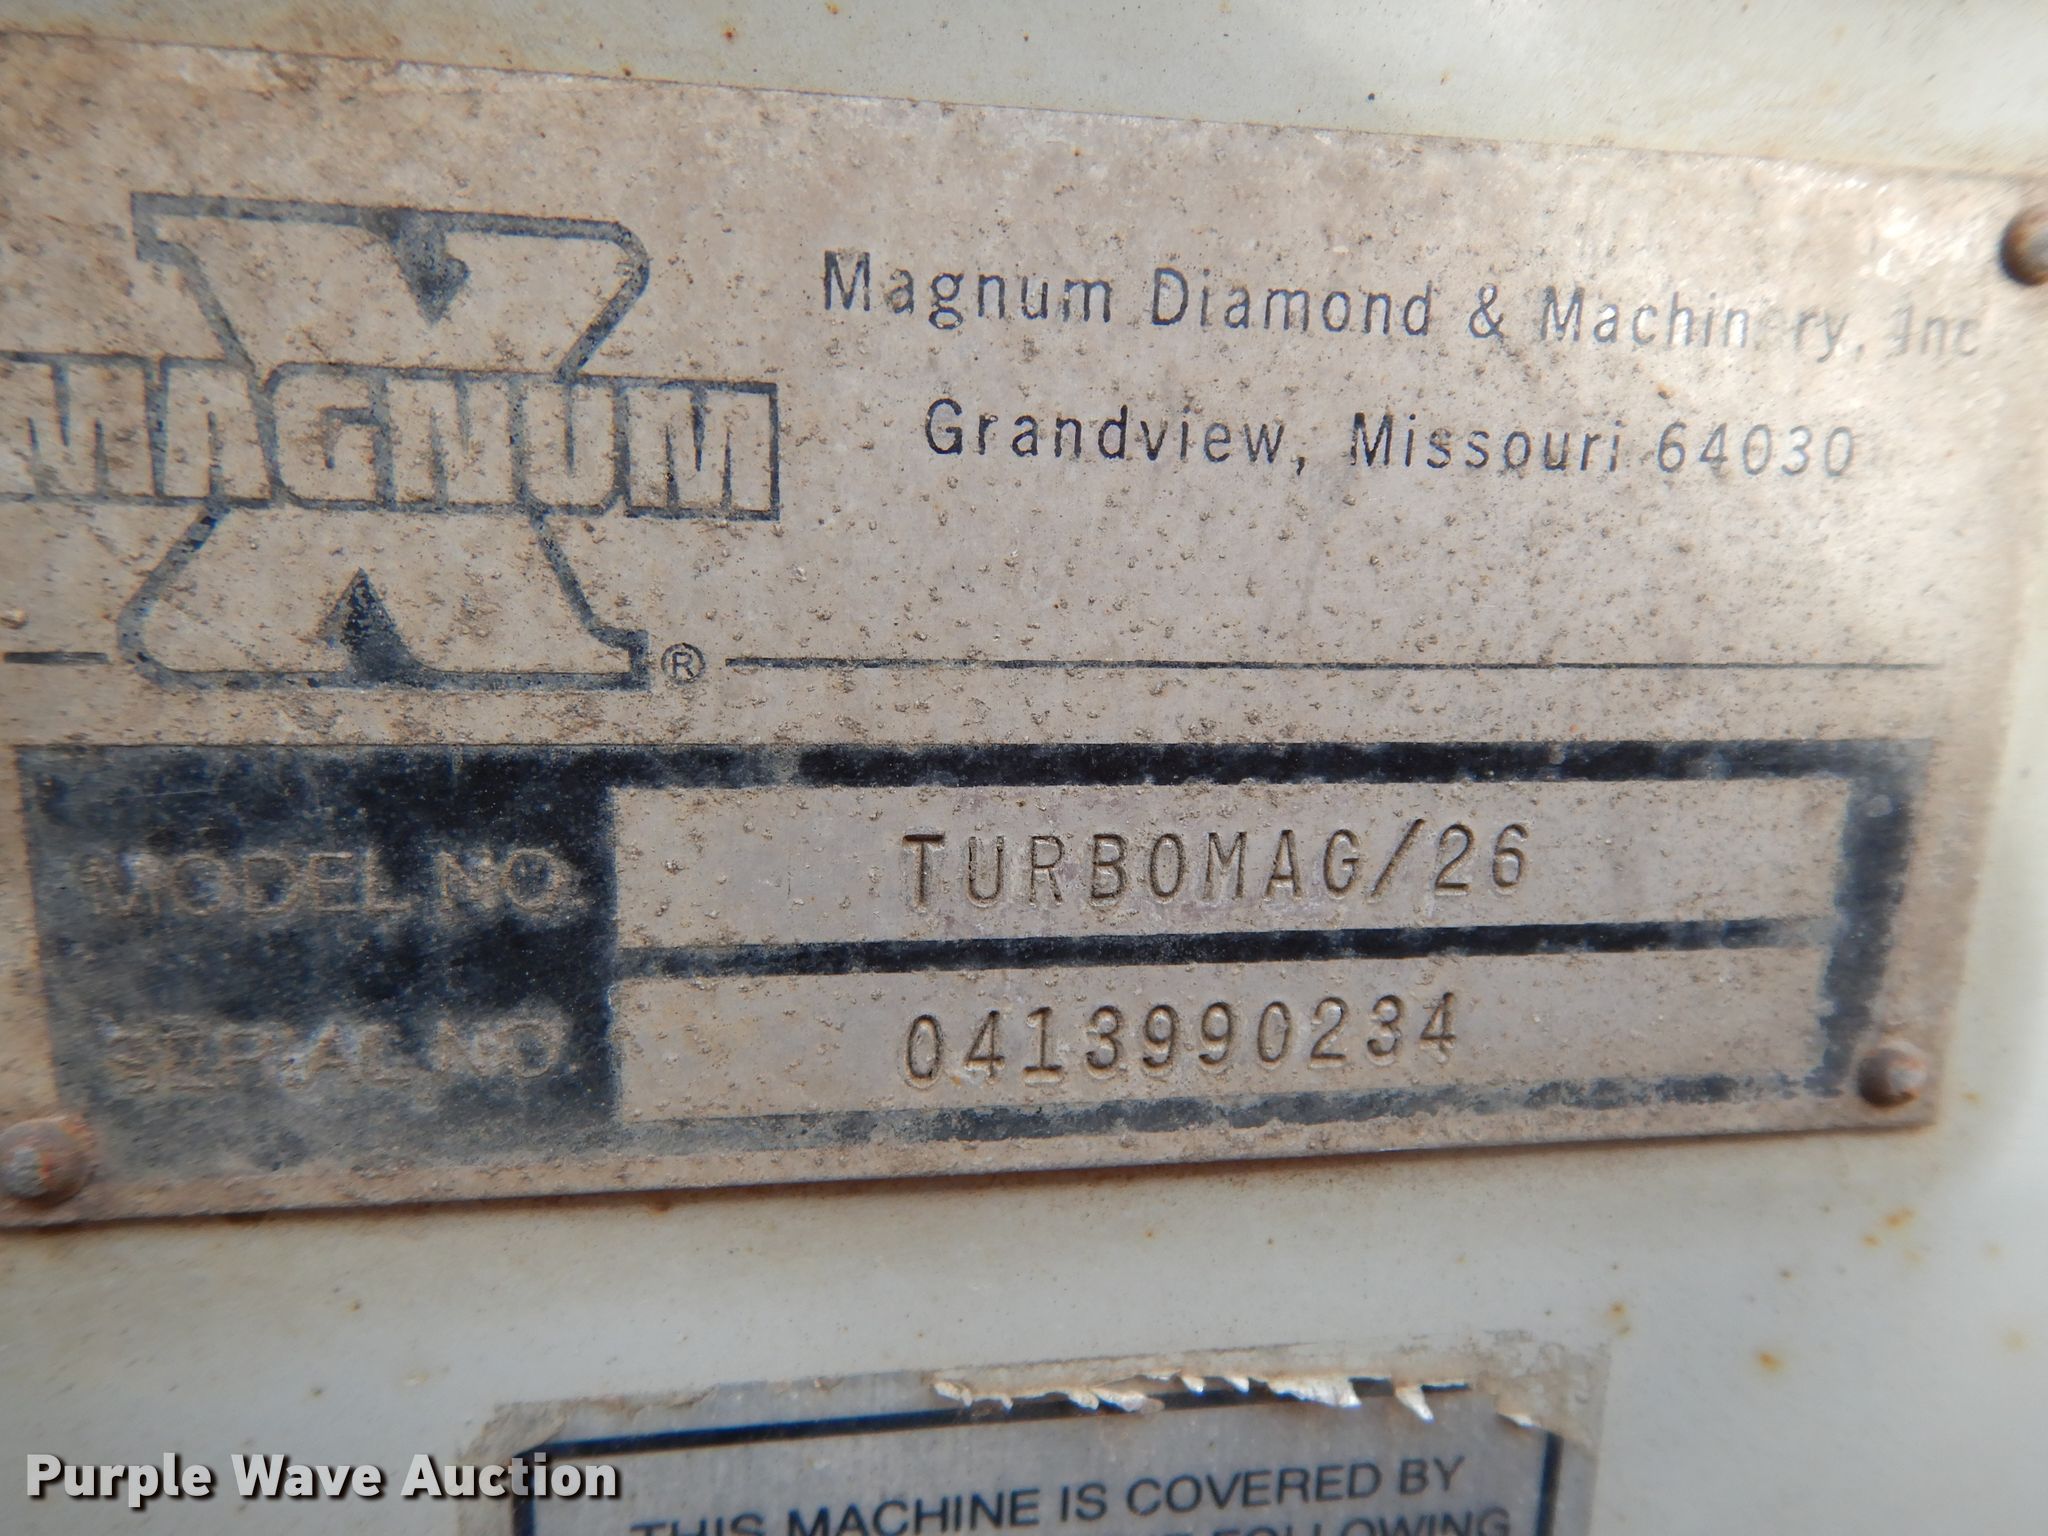 MAGNUM
®
Magnum Diamond & Machinery, Inc
Grandview, Missouri 64030
MODEL NO. TURBOMAG/26
SERIAL NO. 0413990234
THIS MACHINE IS COVERED BY
FOLLOWING
Purple Wave Auction